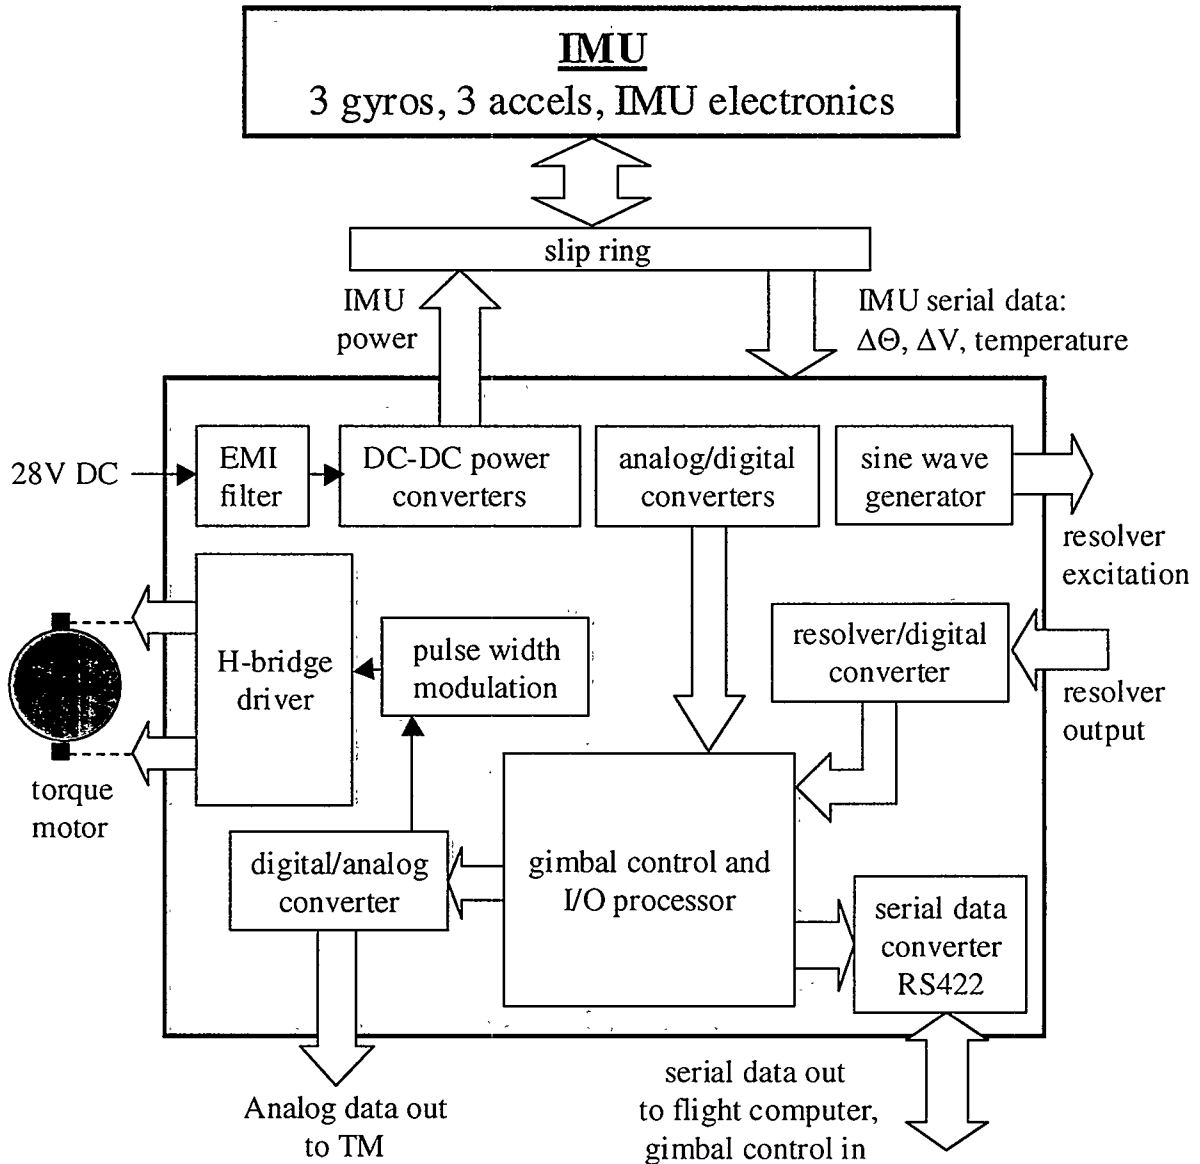 IMU
3 gyros, 3 accels, IMU electronics
slip ring
IMU
power
IMU serial data:
ΔΘ, ΔV, temperature
28V DC
EMI
filter
DC-DC power
converters
analog/digital
converters
sine wave
generator
resolver
excitation
H-bridge
driver
pulse width
modulation
resolver/digital
converter
resolver
output
torque
motor
digital/analog
converter
gimbal control and
I/O processor
serial data
converter
RS422
Analog data out
to TM
serial data out
to flight computer,
gimbal control in